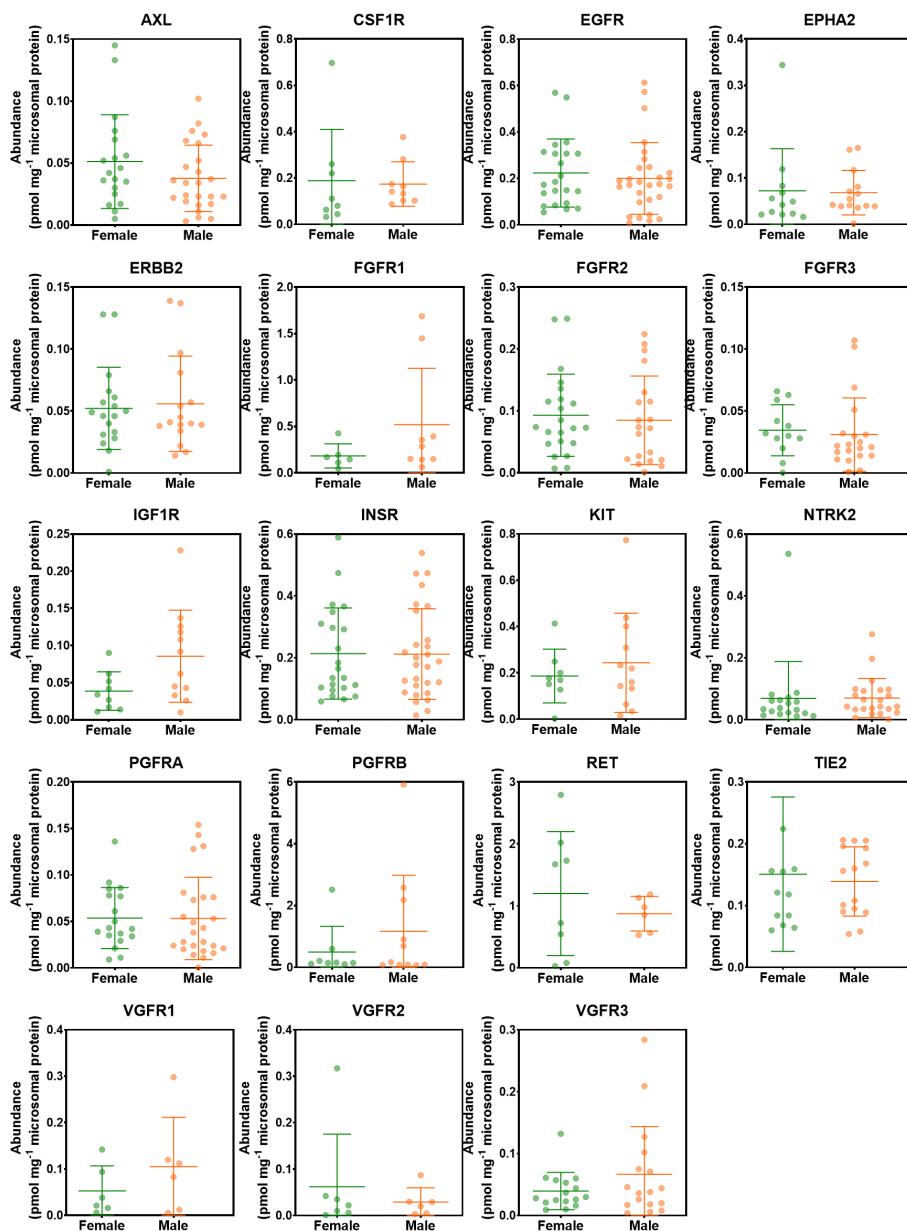 AXL
Abundance
(pmol mg-1 microsomal protein)
0.15
0.10
0.05
0.00
Female Male
CSF1R
Abundance
(pmol mg-1 microsomal protein)
0.8
0.6
0.4
0.2
0.0
Female Male
EGFR
Abundance
(pmol mg-1 microsomal protein)
0.8
0.6
0.4
0.2
0.0
Female Male
EPHA2
Abundance
(pmol mg-1 microsomal protein)
0.4
0.3
0.2
0.1
0.0
Female Male
ERBB2
Abundance
(pmol mg-1 microsomal protein)
0.15
0.10
0.05
0.00
Female Male
FGFR1
Abundance
(pmol mg-1 microsomal protein)
2.0
1.5
1.0
0.5
0.0
Female Male
FGFR2
Abundance
(pmol mg-1 microsomal protein)
0.3
0.2
0.1
0.0
Female Male
FGFR3
Abundance
(pmol mg-1 microsomal protein)
0.15
0.10
0.05
0.00
Female Male
IGF1R
Abundance
(pmol mg-1 microsomal protein)
0.25
0.20
0.15
0.10
0.05
0.00
Female Male
INSR
Abundance
(pmol mg-1 microsomal protein)
0.6
0.4
0.2
0.0
Female Male
KIT
Abundance
(pmol mg-1 microsomal protein)
0.8
0.6
0.4
0.2
0.0
Female Male
NTRK2
Abundance
(pmol mg-1 microsomal protein)
0.6
0.4
0.2
0.0
Female Male
PGFRA
Abundance
(pmol mg-1 microsomal protein)
0.20
0.15
0.10
0.05
0.00
Female Male
PGFRB
Abundance
(pmol mg-1 microsomal protein)
6
4
2
0
Female Male
RET
Abundance
(pmol mg-1 microsomal protein)
3
2
1
0
Female Male
TIE2
Abundance
(pmol mg-1 microsomal protein)
0.3
0.2
0.1
0.0
Female Male
VGFR1
Abundance
(pmol mg-1 microsomal protein)
0.4
0.3
0.2
0.1
0.0
Female Male
VGFR2
Abundance
(pmol mg-1 microsomal protein)
0.4
0.3
0.2
0.1
0.0
Female Male
VGFR3
Abundance
(pmol mg-1 microsomal protein)
0.3
0.2
0.1
0.0
Female Male